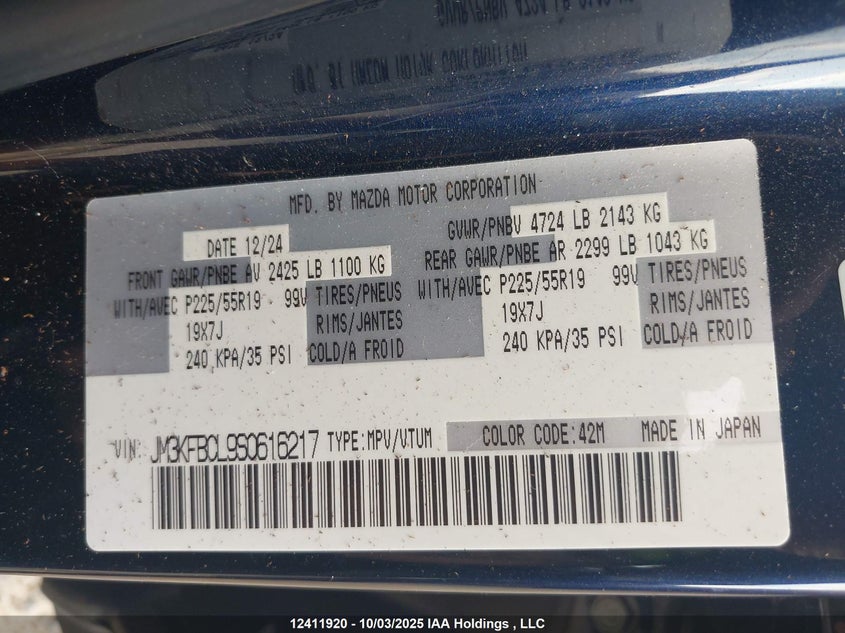 MFD. BY MAZDA MOTOR CORPORATION
DATE 12/24
GVWR/PNBV 4724 LB 2143 KG
FRONT GAWR/PNBE AV 2425 LB 1100 KG
REAR GAWR/PNBE AR 2299 LB 1043 KG
WITH/AVEC P225/55R19 99V TIRES/PNEUS
19X7J RIMS/JANTES
240 KPA/35 PSI COLD/A FROID
WITH/AVEC P225/55R19 99V TIRES/PNEUS
19X7J RIMS/JANTES
240 KPA/35 PSI COLD/A FROID
VIN: JM3KFBCL9S0616217 TYPE:MPV/V.TUM COLOR CODE:42M MADE IN JAPAN
12411920 - 10/03/2025 IAA Holdings , LLC